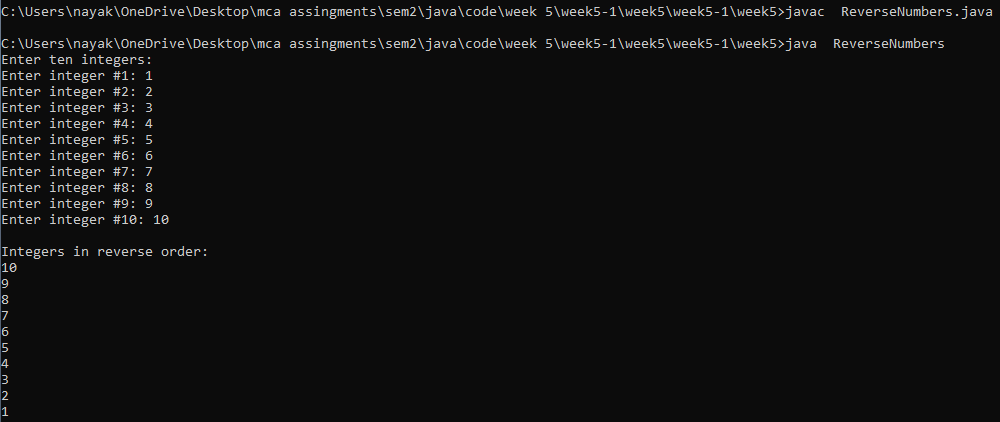 C:\Users\nayak\OneDrive\Desktop\mca assingments\sem2\java\code\week 5\week5-1\week5\week5-1\week5>javac  ReverseNumbers.java
C:\Users\nayak\OneDrive\Desktop\mca assingments\sem2\java\code\week 5\week5-1\week5\week5-1\week5>java  ReverseNumbers
Enter ten integers:
Enter integer #1: 1
Enter integer #2: 2
Enter integer #3: 3
Enter integer #4: 4
Enter integer #5: 5
Enter integer #6: 6
Enter integer #7: 7
Enter integer #8: 8
Enter integer #9: 9
Enter integer #10: 10
Integers in reverse order:
10
9
8
7
6
5
4
3
2
1